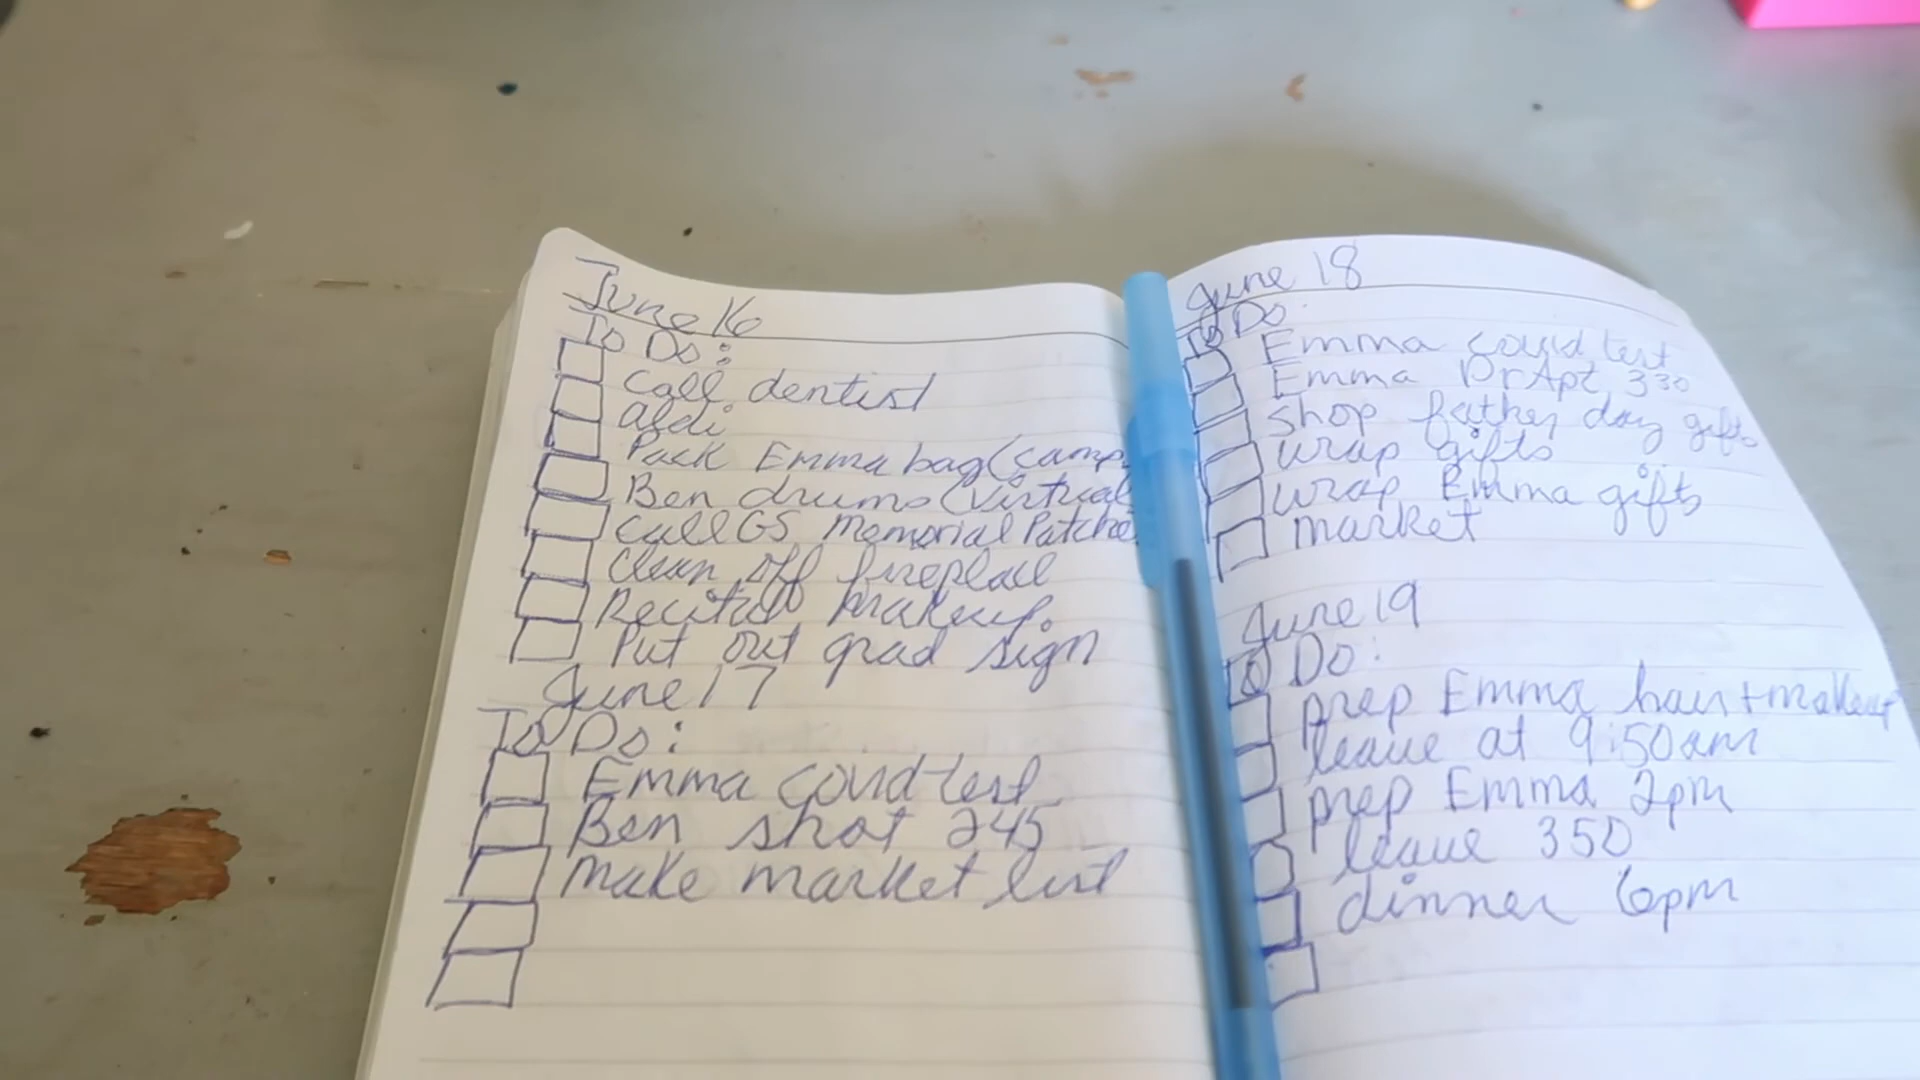 June 16
To Do:
Call dentist
aldi
Pack Emma bag (camp
Ben drums (virtual
Call GS Memorial Patche
Clean off fireplace
Recital makeup.
Put out grad sign
June 17
To Do:
Emma covid test
Ben shot 245
Make market list
June 18
To Do
Emma covid test
Emma Dr Apt 330
shop father day gifts
wrap gifts
wrap Emma gifts
market
June 19
To Do:
prep Emma hair + makeup
leave at 9:50am
prep Emma 2pm
leave 350
dinner 6pm